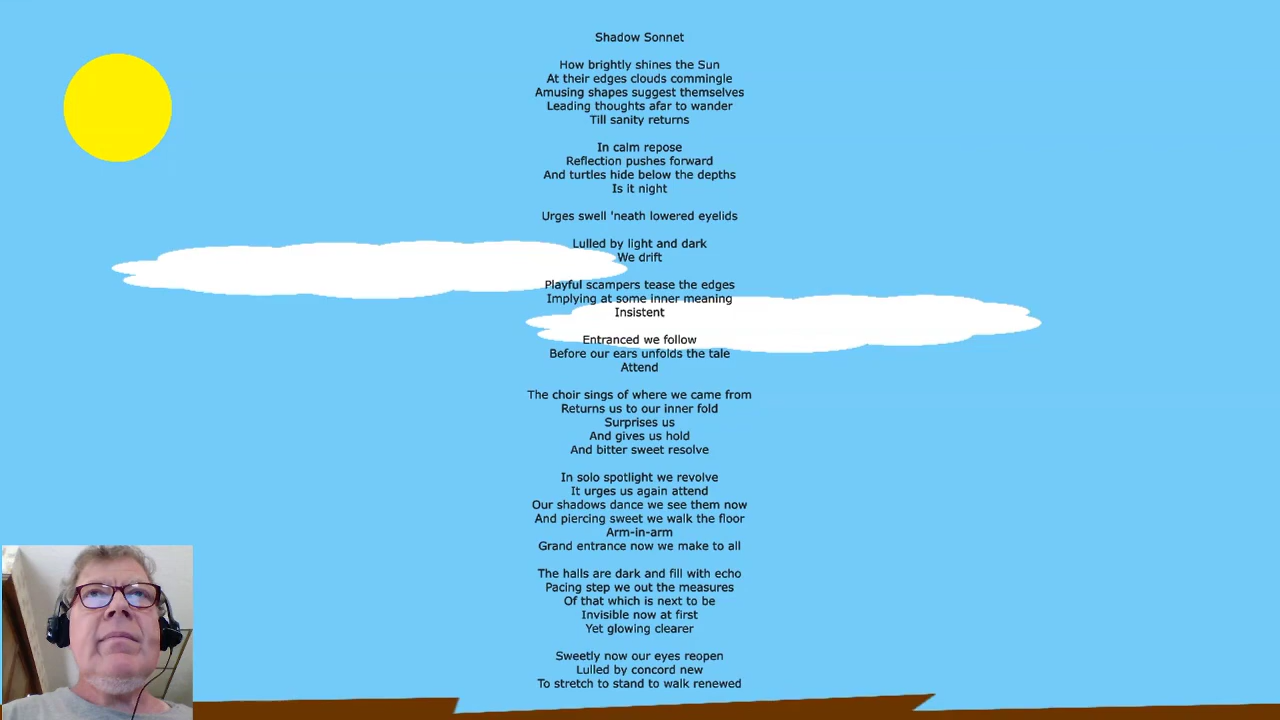 Shadow Sonnet
How brightly shines the Sun
At their edges clouds commingle
Amusing shapes suggest themselves
Leading thoughts afar to wander
Till sanity returns
In calm repose
Reflection pushes forward
And turtles hide below the depths
Is it night
Urges swell 'neath lowered eyelids
Lulled by light and dark
We drift
Playful scampers tease the edges
Implying at some inner meaning
Insistent
Entranced we follow
Before our ears unfolds the tale
Attend
The choir sings of where we came from
Returns us to our inner fold
Surprises us
And gives us hold
And bitter sweet resolve
In solo spotlight we revolve
It urges us again attend
Our shadows dance we see them now
And piercing sweet we walk the floor
Arm-in-arm
Grand entrance now we make to all
The halls are dark and fill with echo
Pacing step we out the measures
Of that which is next to be
Invisible now at first
Yet glowing clearer
Sweetly now our eyes reopen
Lulled by concord new
To stretch to stand to walk renewed